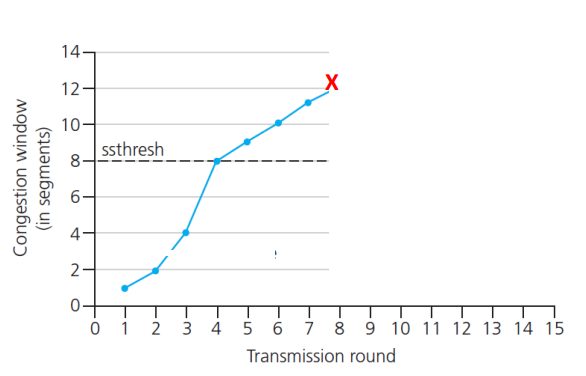 14
12
X
10
ssthresh
8
6
4
2
0
Congestion window
(in segments)
0 1 2 3 4 5 6 7 8 9 10 11 12 13 14 15
Transmission round